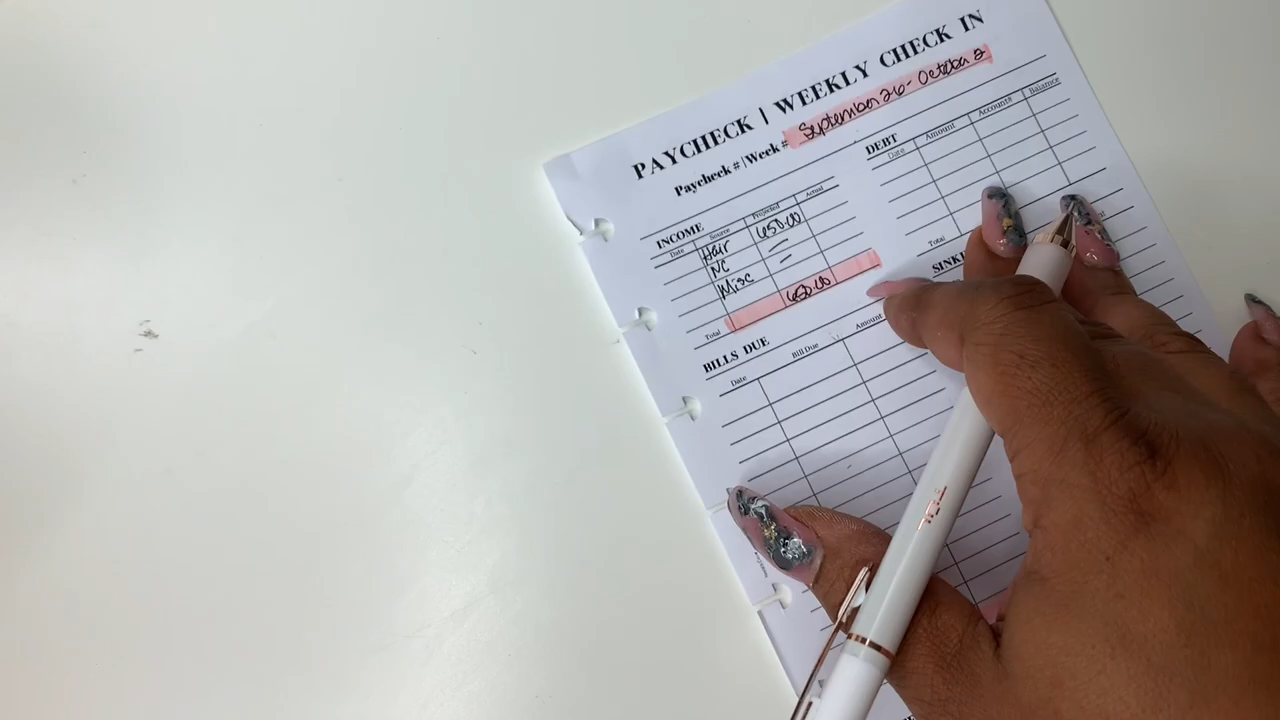 PAYCHECK | WEEKLY CHECK IN
Paycheck # | Week # September 26 - October 2
INCOME
Date Source Projected Actual
Hair 650.00
NC —
Misc —
Total 650.00
DEBT
Date Amount Accounts Balance
Total
SINKI
BILLS DUE
Date Bill Due Amount